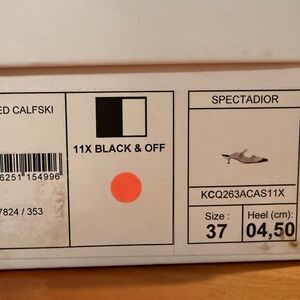 ED CALFSKI
6251 154996
7824 / 353
11X BLACK & OFF
SPECTADIOR
KCQ263ACAS11X
Size :
37
Heel (cm):
04,50